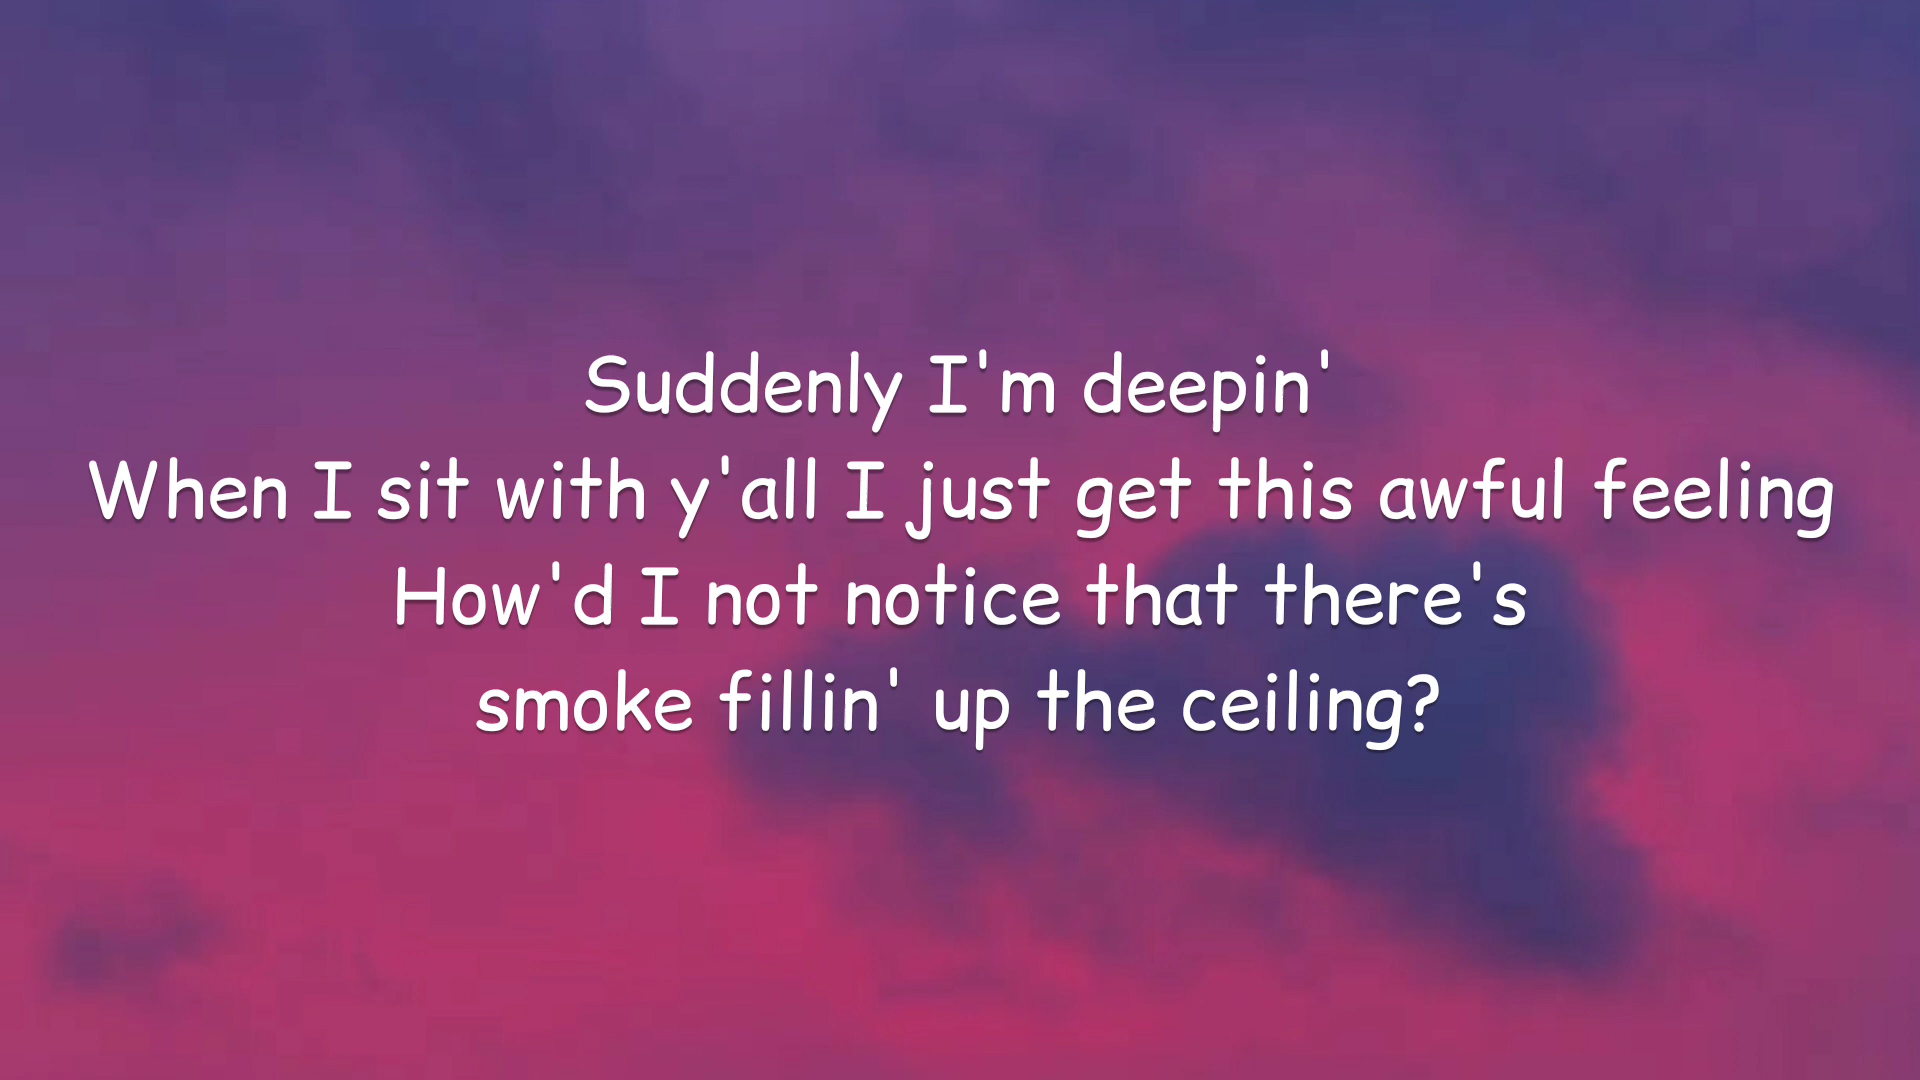 Suddenly I'm deepin'
When I sit with y'all I just get this awful feeling
How'd I not notice that there's
smoke fillin' up the ceiling?